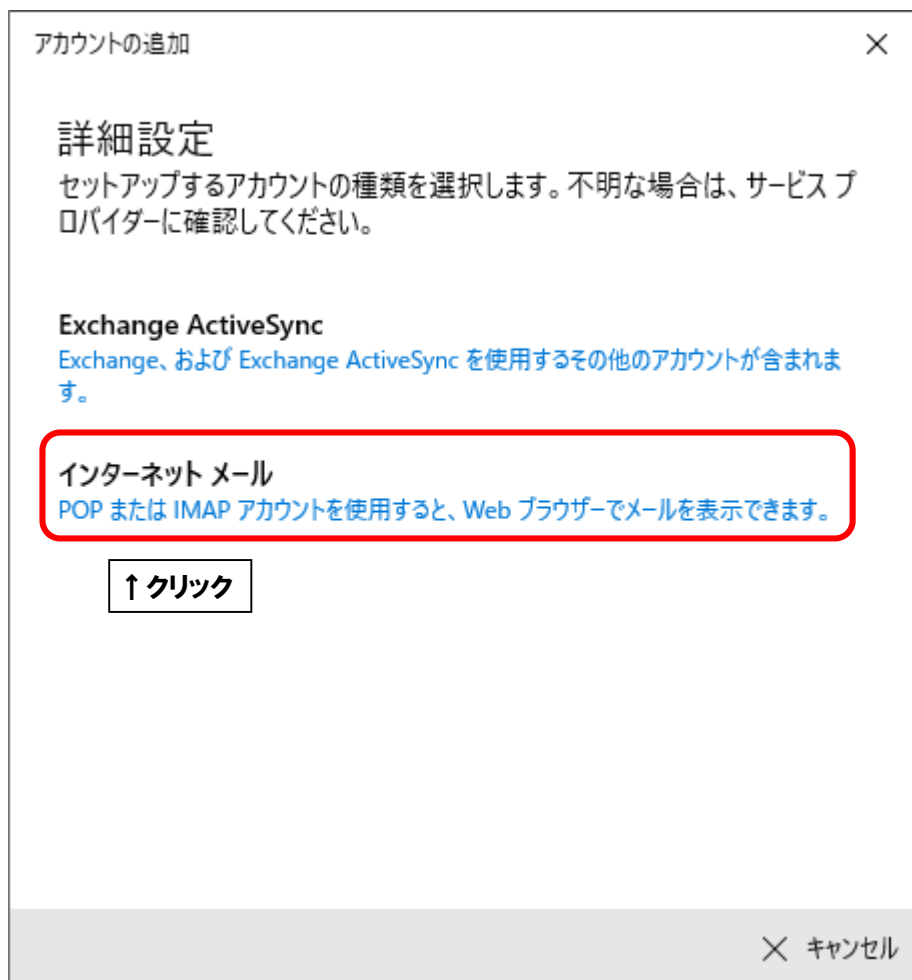 アカウントの追加
詳細設定
セットアップするアカウントの種類を選択します。不明な場合は、サービス プ
ロバイダーに確認してください。
Exchange ActiveSync
Exchange、および Exchange ActiveSync を使用するその他のアカウントが含まれま
す。
インターネット メール
POP または IMAP アカウントを使用すると、Web ブラウザーでメールを表示できます。
↑クリック
キャンセル